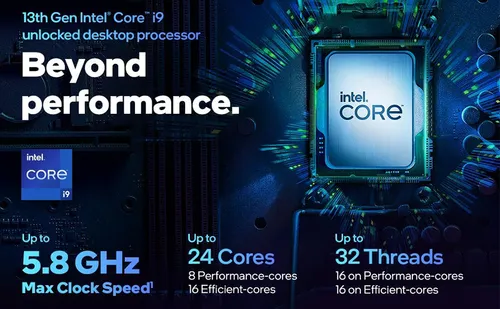 13th Gen Intel® Core™ i9
unlocked desktop processor
Beyond
performance.
intel.
CORE™
intel.
CORE
i9
Up to
5.8 GHz
Max Clock Speed¹
Up to
24 Cores
8 Performance-cores
16 Efficient-cores
Up to
32 Threads
16 on Performance-cores
16 on Efficient-cores